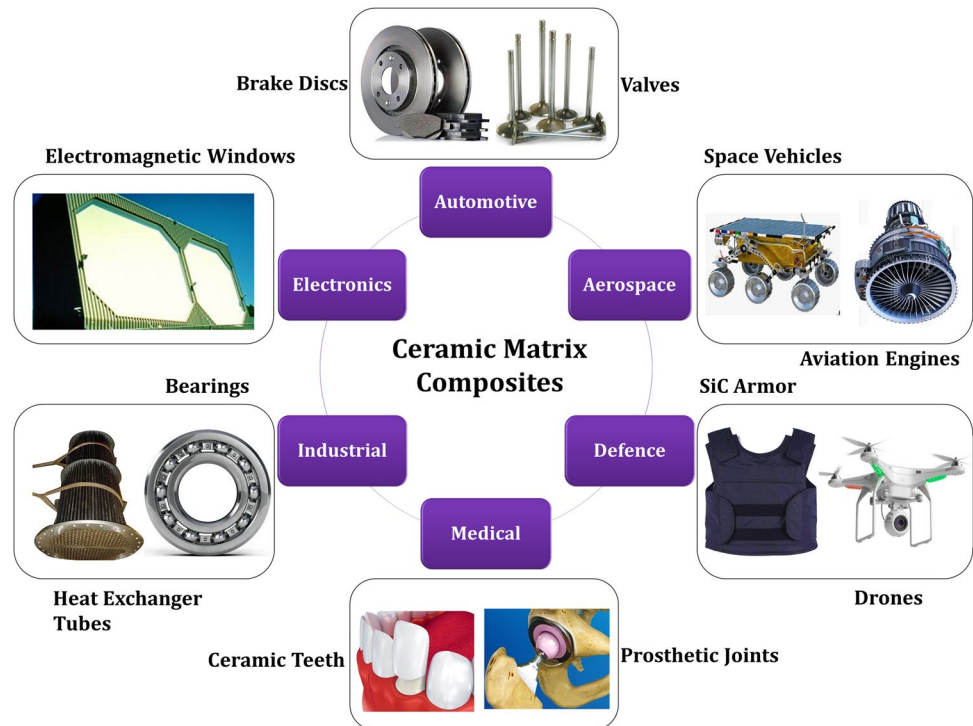 Brake Discs
Valves
Electromagnetic Windows
Space Vehicles
Automotive
Electronics
Aerospace
Ceramic Matrix
Composites
Aviation Engines
Bearings
SiC Armor
Industrial
Defence
Medical
Heat Exchanger
Tubes
Drones
Ceramic Teeth
Prosthetic Joints